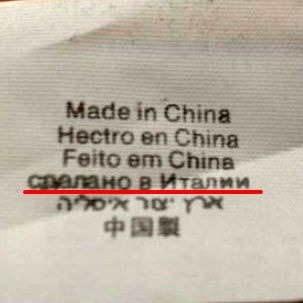 Made in China
Hectro en China
Feito em China
сделано в Италии
ארץ יצור איטליה
中国製